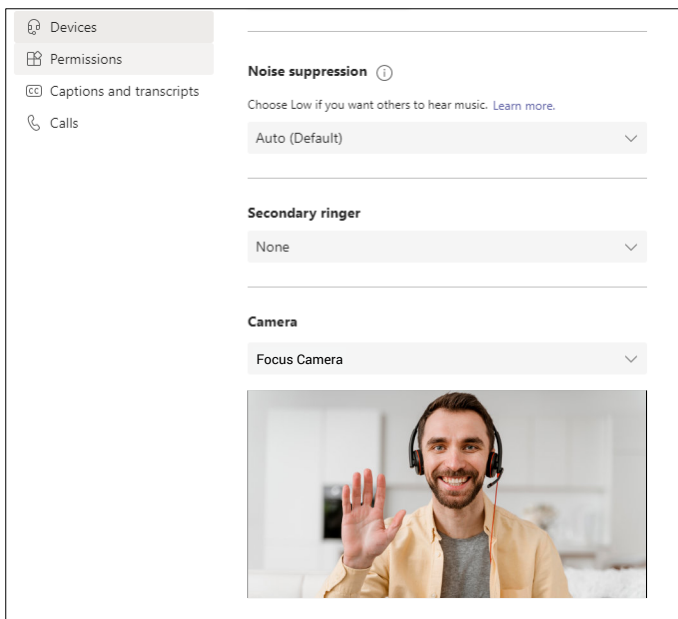 Devices
Permissions
CC Captions and transcripts
Calls
Noise suppression
Choose Low if you want others to hear music. Learn more.
Auto (Default)
Secondary ringer
None
Camera
Focus Camera